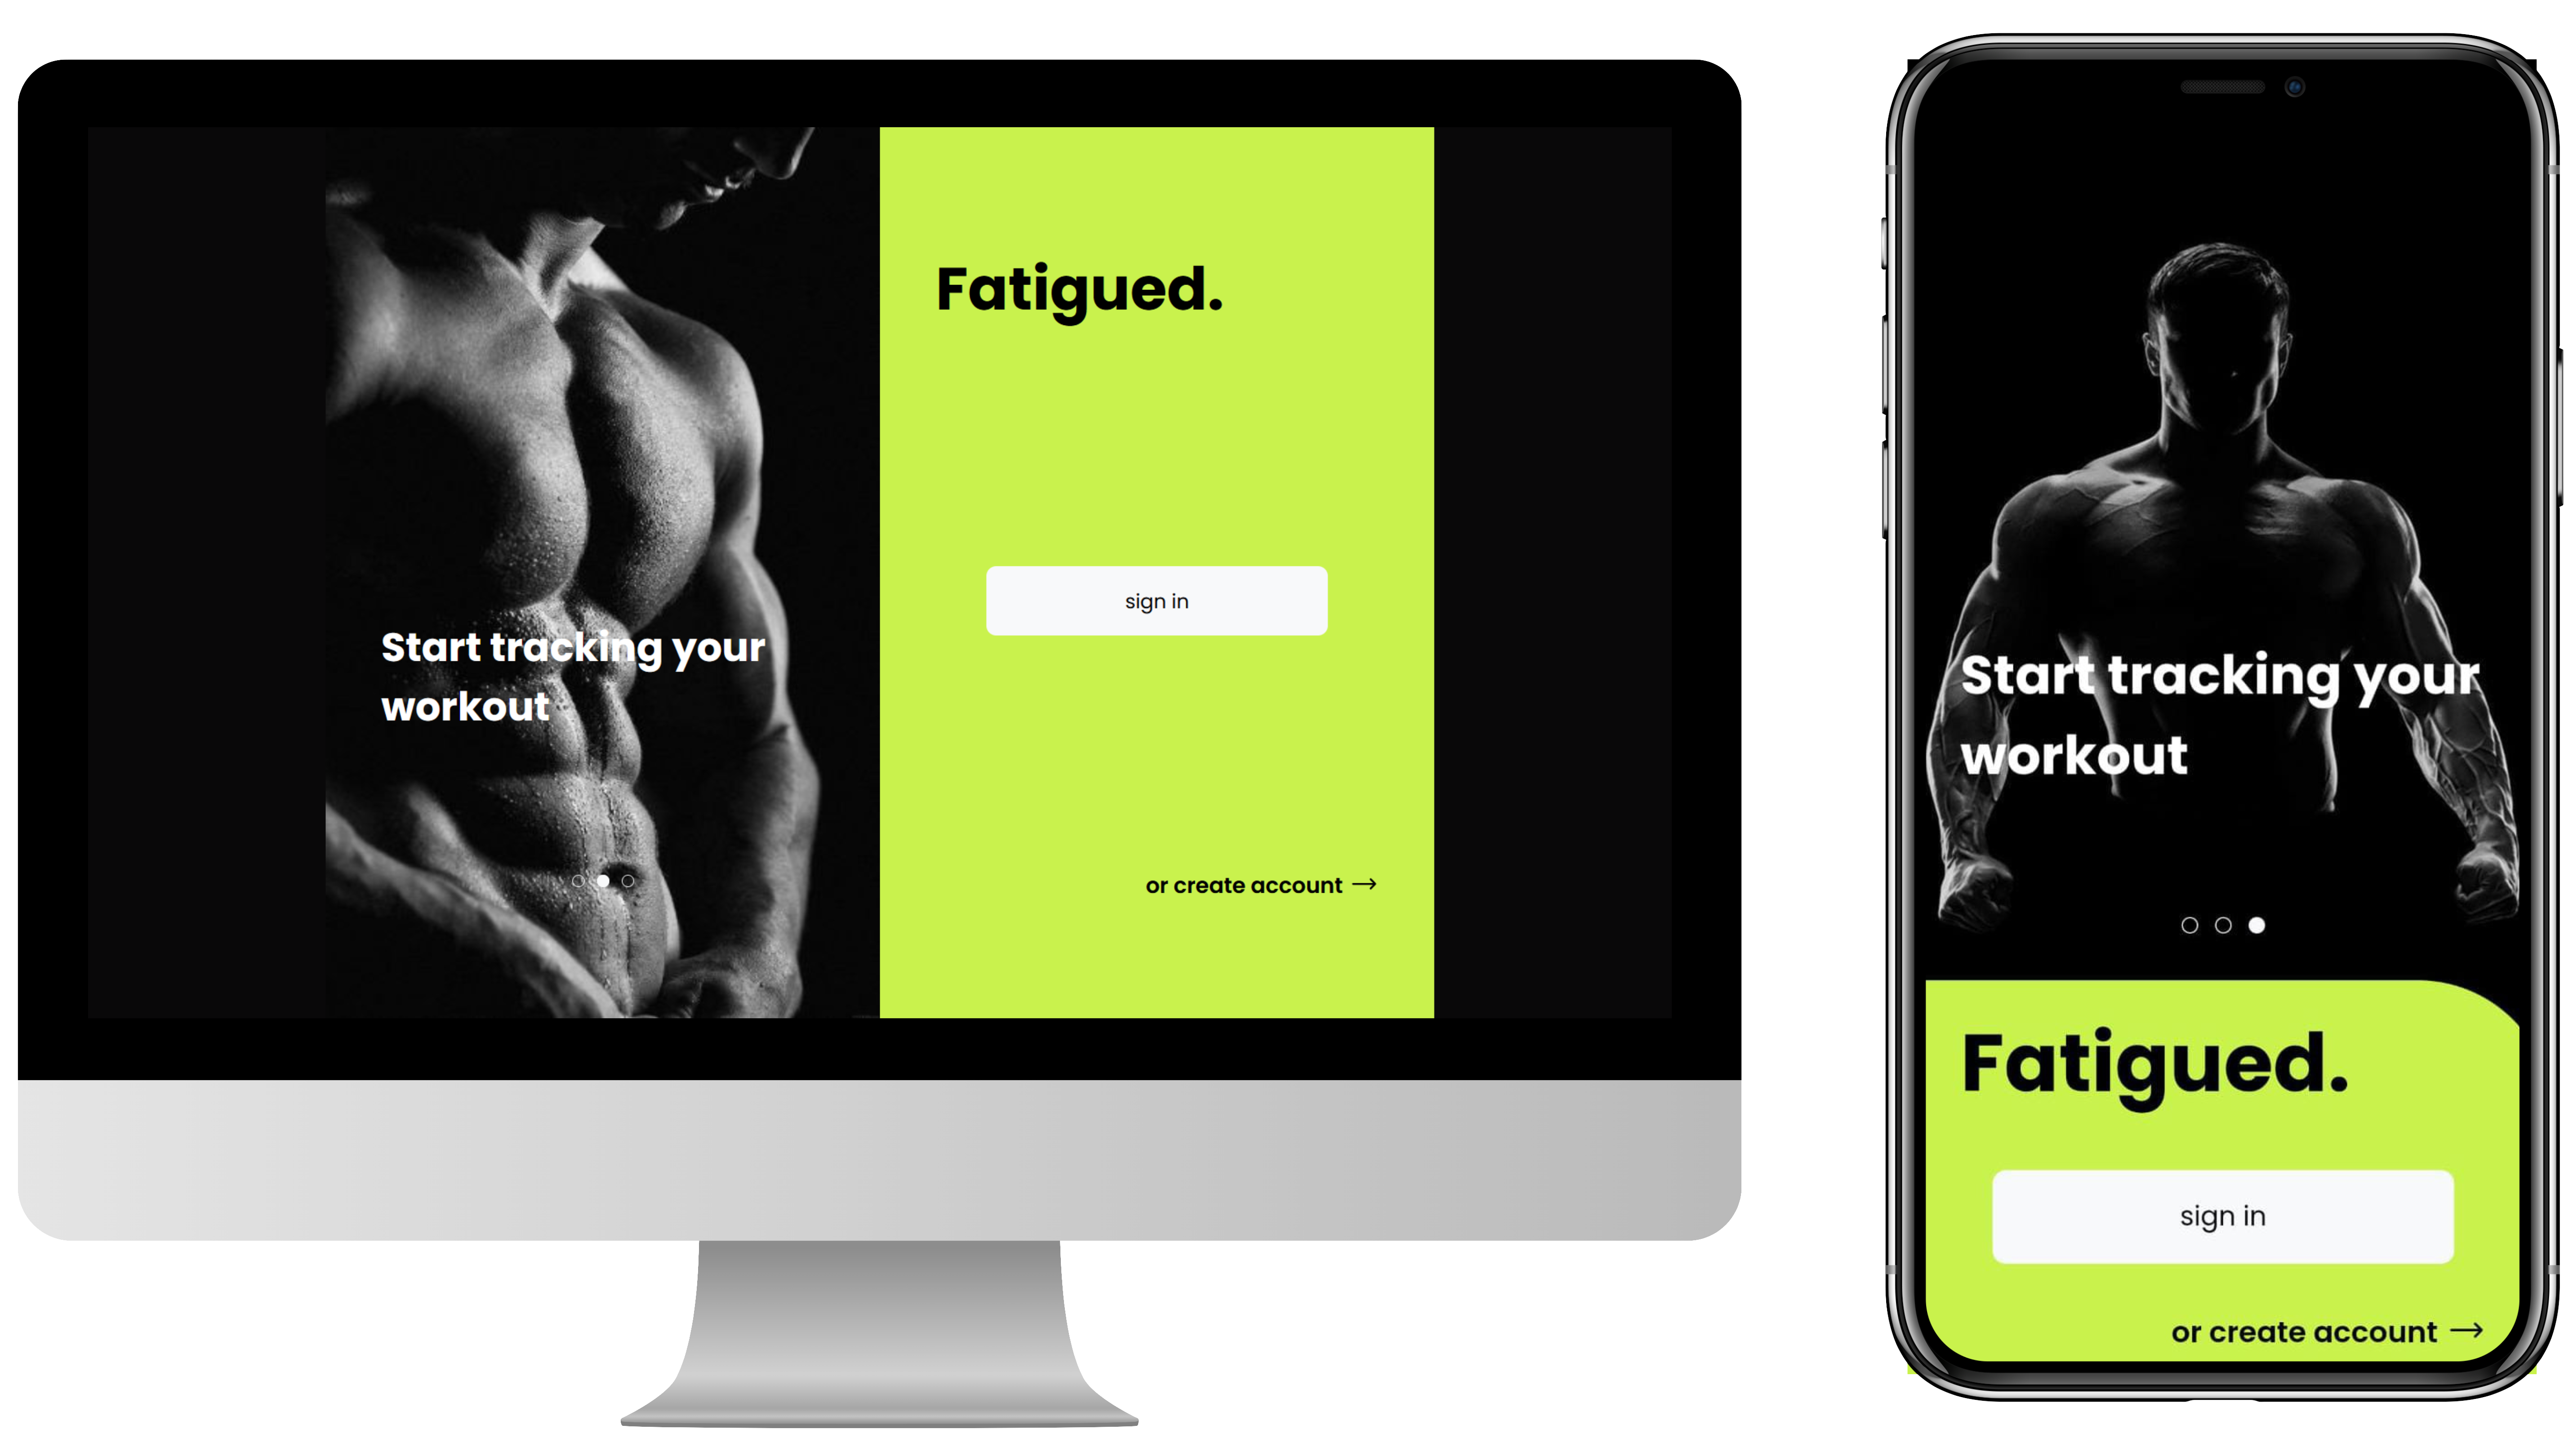 Fatigued.
sign in
Start tracking your
workout
or create account →
Start tracking your
workout
Fatigued.
sign in
or create account →